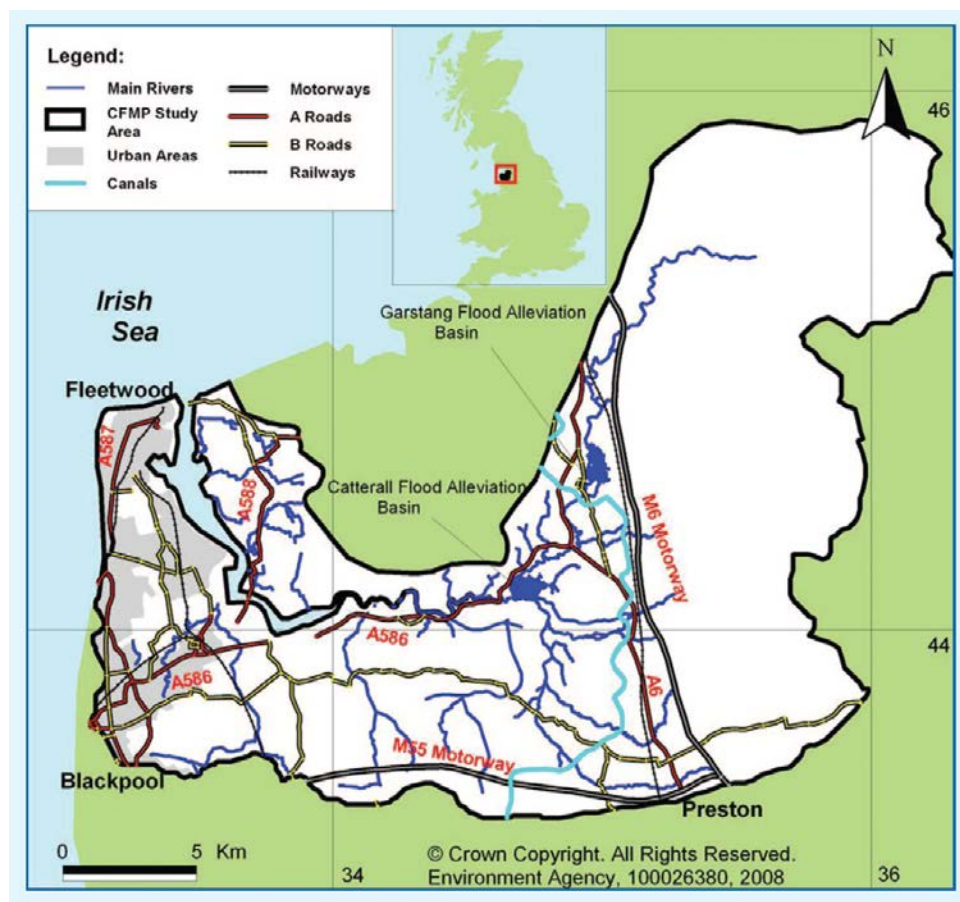 Legend:
Main Rivers
CFMP Study
Area
Urban Areas
Canals
Motorways
A Roads
B Roads
Railways
N
46
Irish
Sea
Garstang Flood Alleviation
Basin
Fleetwood
A587
A588
Catterall Flood Alleviation
Basin
M6 Motorway
A586
44
A586
A6
M55 Motorway
Blackpool
Preston
0 5 Km
34
© Crown Copyright. All Rights Reserved.
Environment Agency, 100026380, 2008
36